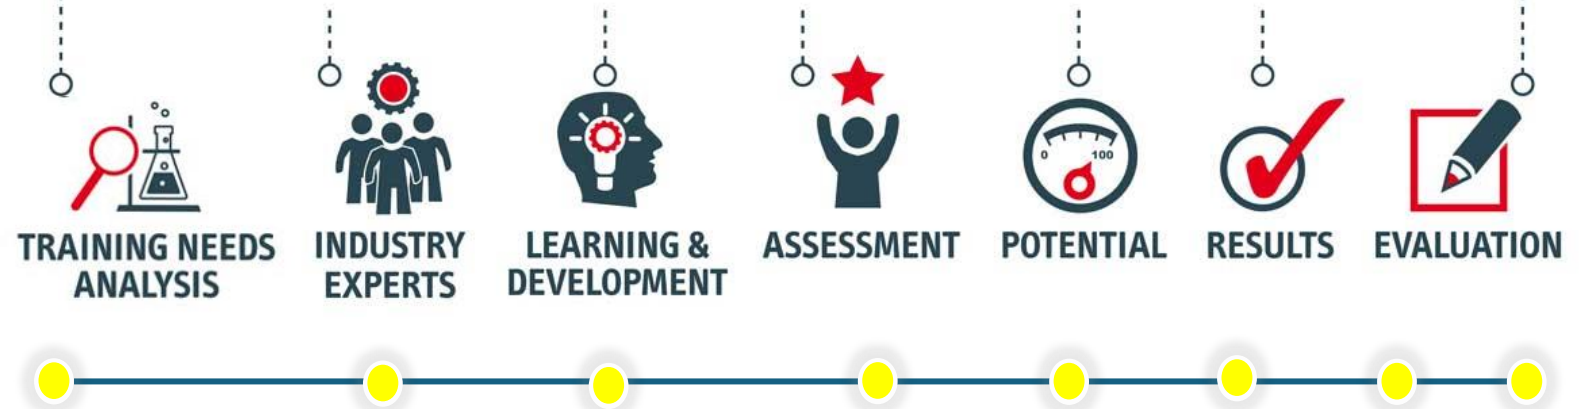 0 100
TRAINING NEEDS
ANALYSIS
INDUSTRY
EXPERTS
LEARNING &
DEVELOPMENT
ASSESSMENT
POTENTIAL
RESULTS
EVALUATION